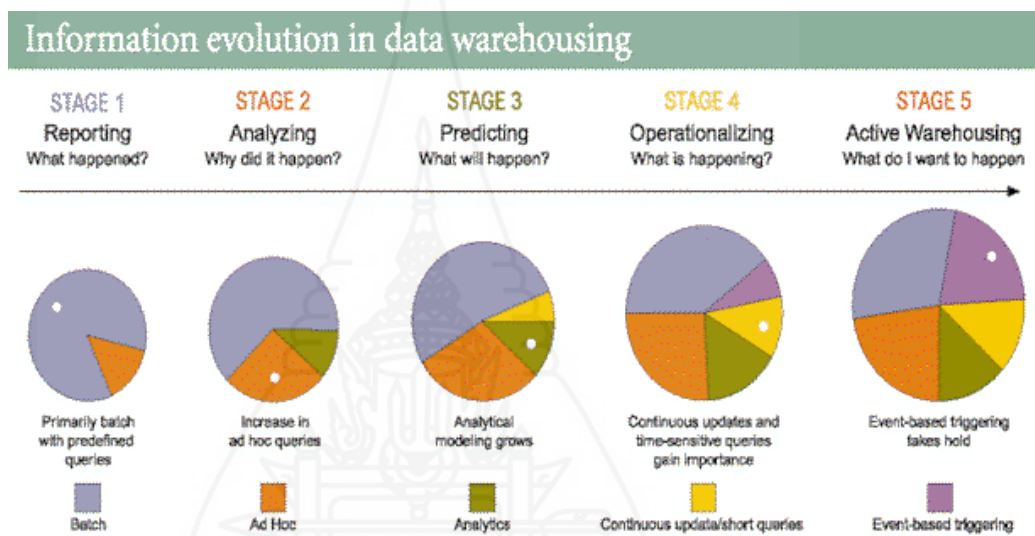 Information evolution in data warehousing
STAGE 1
Reporting
What happened?
STAGE 2
Analyzing
Why did it happen?
STAGE 3
Predicting
What will happen?
STAGE 4
Operationalizing
What is happening?
STAGE 5
Active Warehousing
What do I want to happen
Primarily batch
with predefined
queries
Increase in
ad hoc queries
Analytical
modeling grows
Continuous updates and
time-sensitive queries
gain importance
Event-based triggering
takes hold
Batch
Ad Hoc
Analytics
Continuous update/short queries
Event-based triggering